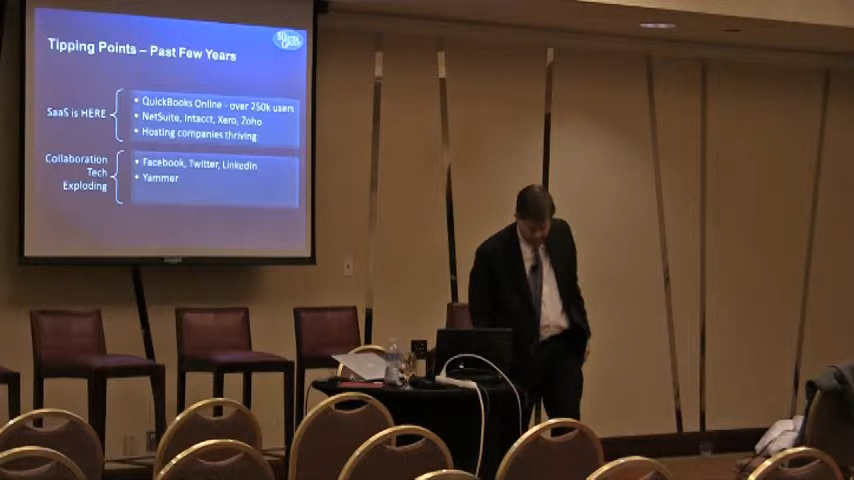 Tipping Points – Past Few Years
SaaS is HERE
• QuickBooks Online - over 250k users
• NetSuite, Intacct, Xero, Zoho
• Hosting companies thriving
Collaboration
Tech
Exploding
• Facebook, Twitter, LinkedIn
• Yammer